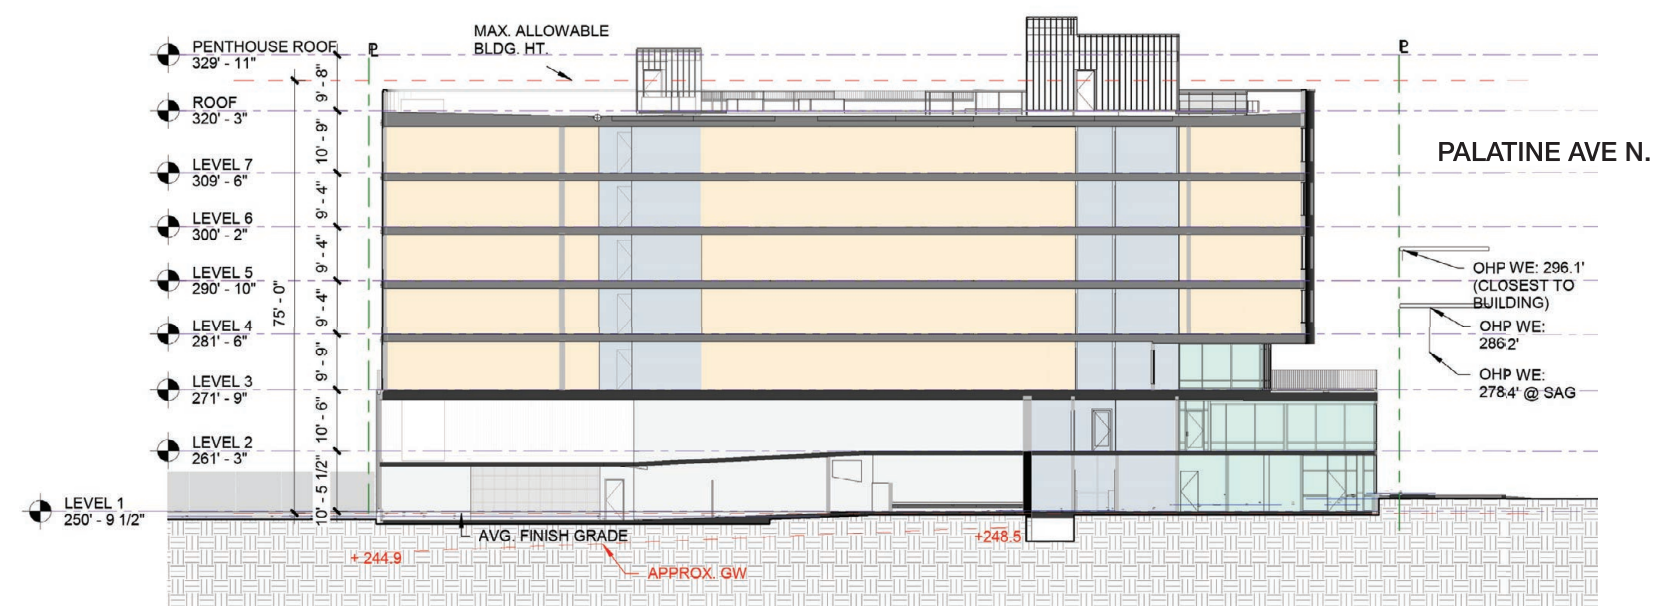 MAX. ALLOWABLE
BLDG. HT.
PENTHOUSE ROOF
329' - 11"
9' - 8"
ROOF
320' - 3"
10' - 9"
PALATINE AVE N.
LEVEL 7
309' - 6"
9' - 4"
LEVEL 6
300' - 2"
9' - 4"
LEVEL 5
290' - 10"
75' - 0"
9' - 4"
OHP WE: 296.1'
(CLOSEST TO
BUILDING)
LEVEL 4
281' - 6"
9' - 9"
OHP WE:
286.2'
LEVEL 3
271' - 9"
10' - 6"
OHP WE:
278.4' @ SAG
LEVEL 2
261' - 3"
10' - 5 1/2"
LEVEL 1
250' - 9 1/2"
AVG. FINISH GRADE
+248.5
+ 244.9
APPROX. GW